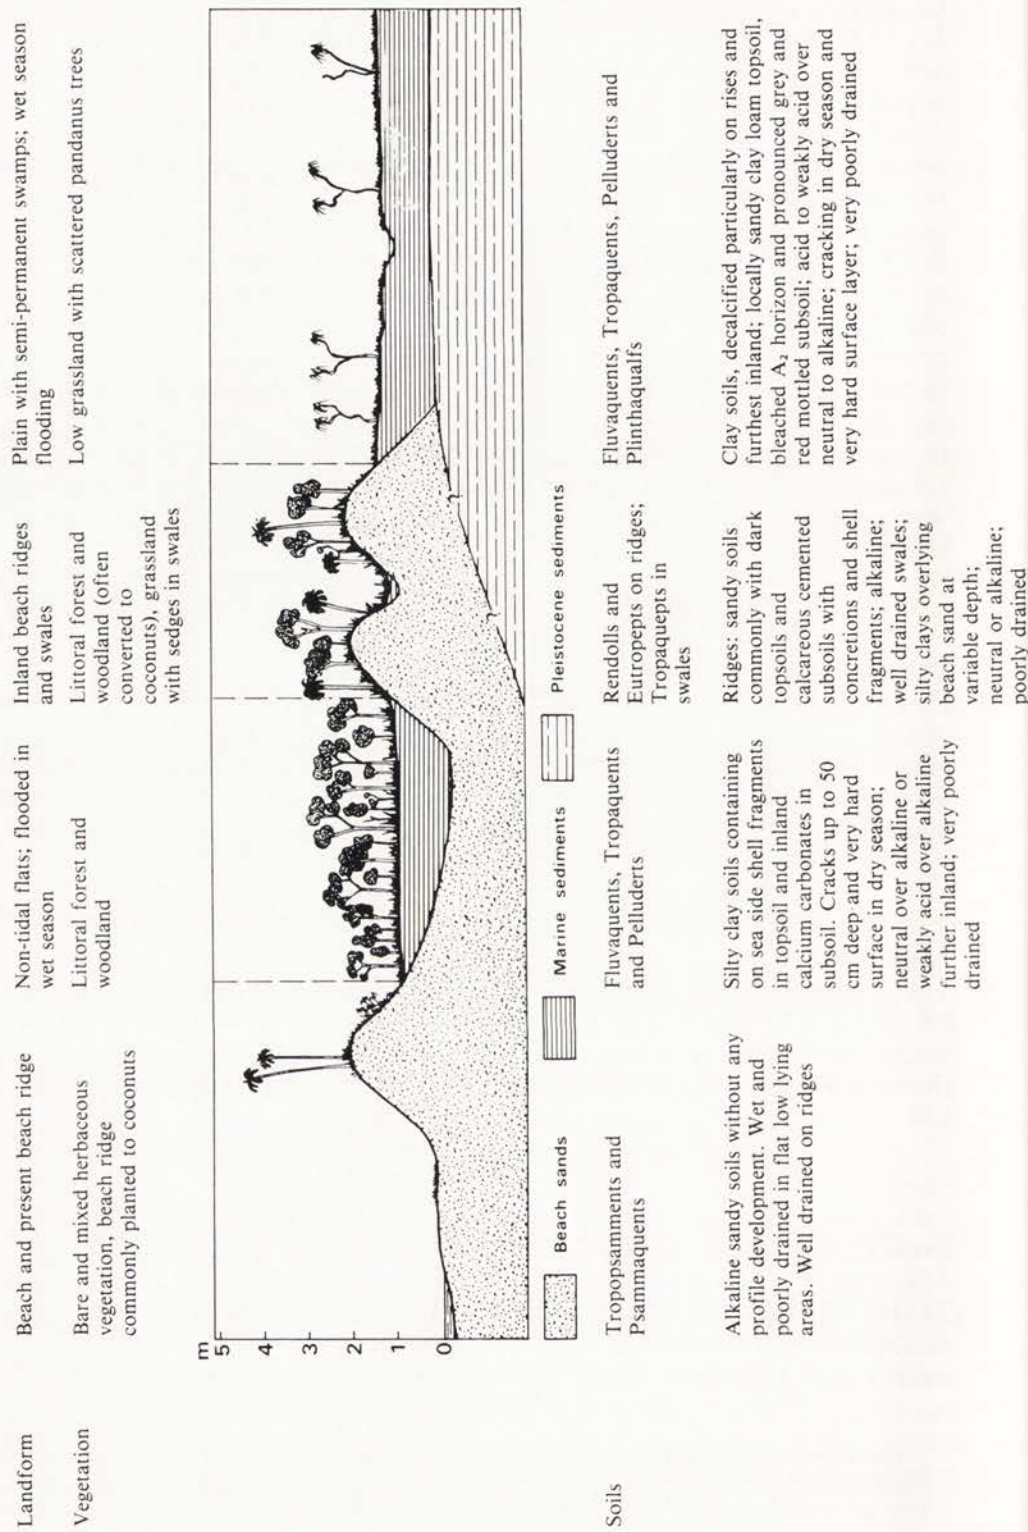 Landform
Beach and present beach ridge
Non-tidal flats; flooded in
wet season
Inland beach ridges
and swales
Plain with semi-permanent swamps; wet season
flooding
Vegetation
Bare and mixed herbaceous
vegetation, beach ridge
commonly planted to coconuts
Littoral forest and
woodland
Littoral forest and
woodland (often
converted to
coconuts), grassland
with sedges in swales
Low grassland with scattered pandanus trees
m
5
4
3
2
1
0
Beach sands
Marine sediments
Pleistocene sediments
Soils
Tropopsamments and
Psammaquents
Fluvaquents, Tropaquents
and Pelluderts
Rendolls and
Eutropepts on ridges;
Tropaquepts in
swales
Fluvaquents, Tropaquents, Pelluderts and
Plinthaqualfs
Alkaline sandy soils without any
profile development. Wet and
poorly drained in flat low lying
areas. Well drained on ridges
Silty clay soils containing
on sea side shell fragments
in topsoil and inland
calcium carbonates in
subsoil. Cracks up to 50
cm deep and very hard
surface in dry season;
neutral over alkaline or
weakly acid over alkaline
further inland; very poorly
drained
Ridges: sandy soils
commonly with dark
topsoils and
calcareous cemented
subsoils with
concretions and shell
fragments; alkaline;
well drained swales;
silty clays overlying
beach sand at
variable depth;
neutral or alkaline;
poorly drained
Clay soils, decalcified particularly on rises and
furthest inland; locally sandy clay loam topsoil,
bleached A₂ horizon and pronounced grey and
red mottled subsoil; acid to weakly acid over
neutral to alkaline; cracking in dry season and
very hard surface layer; very poorly drained